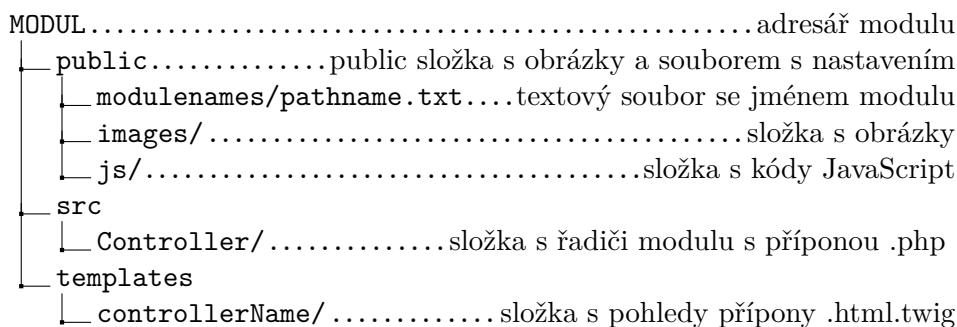 MODUL....................................................adresář modulu
public..............public složka s obrázky a souborem s nastavením
modulenames/pathname.txt....textový soubor se jménem modulu
images/..........................................složka s obrázky
js/.......................................složka s kódy JavaScript
src
Controller/..............složka s řadiči modulu s příponou .php
templates
controllerName/.............složka s pohledy přípony .html.twig